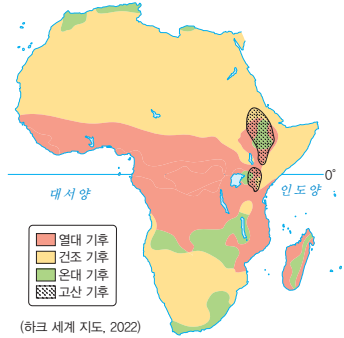 0°
대서양
인도양
열대 기후
건조 기후
온대 기후
고산 기후
(하크 세계 지도, 2022)